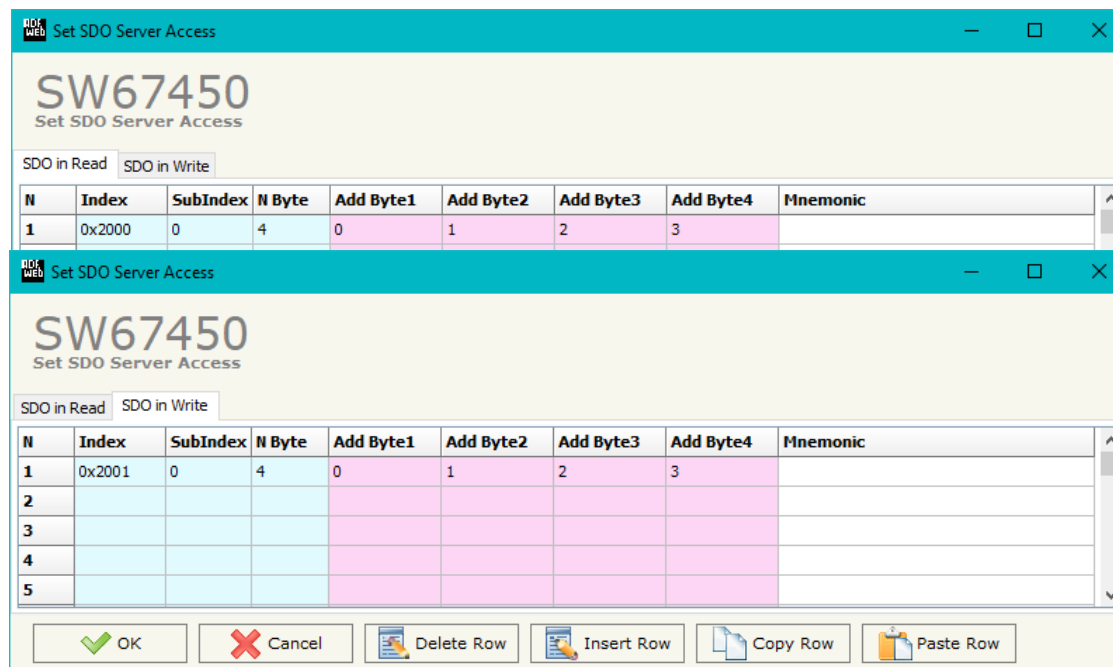 ADF WEB Set SDO Server Access
SW67450
Set SDO Server Access
SDO in Read SDO in Write
N Index SubIndex N Byte Add Byte1 Add Byte2 Add Byte3 Add Byte4 Mnemonic
1 0x2000 0 4 0 1 2 3
ADF WEB Set SDO Server Access
SW67450
Set SDO Server Access
SDO in Read SDO in Write
N Index SubIndex N Byte Add Byte1 Add Byte2 Add Byte3 Add Byte4 Mnemonic
1 0x2001 0 4 0 1 2 3
2
3
4
5
OK Cancel Delete Row Insert Row Copy Row Paste Row